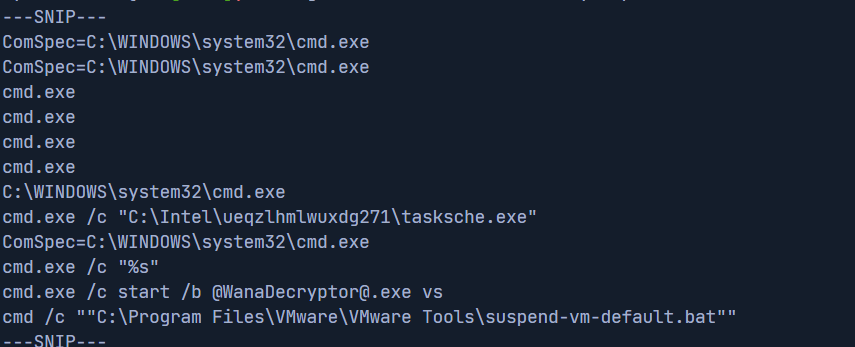 ---SNIP---
ComSpec=C:\WINDOWS\system32\cmd.exe
ComSpec=C:\WINDOWS\system32\cmd.exe
cmd.exe
cmd.exe
cmd.exe
cmd.exe
C:\WINDOWS\system32\cmd.exe
cmd.exe /c "C:\Intel\ueqzlhmlwuxdg271\tasksche.exe"
ComSpec=C:\WINDOWS\system32\cmd.exe
cmd.exe /c "%s"
cmd.exe /c start /b @WanaDecryptor@.exe vs
cmd /c ""C:\Program Files\VMware\VMware Tools\suspend-vm-default.bat""
---SNIP---